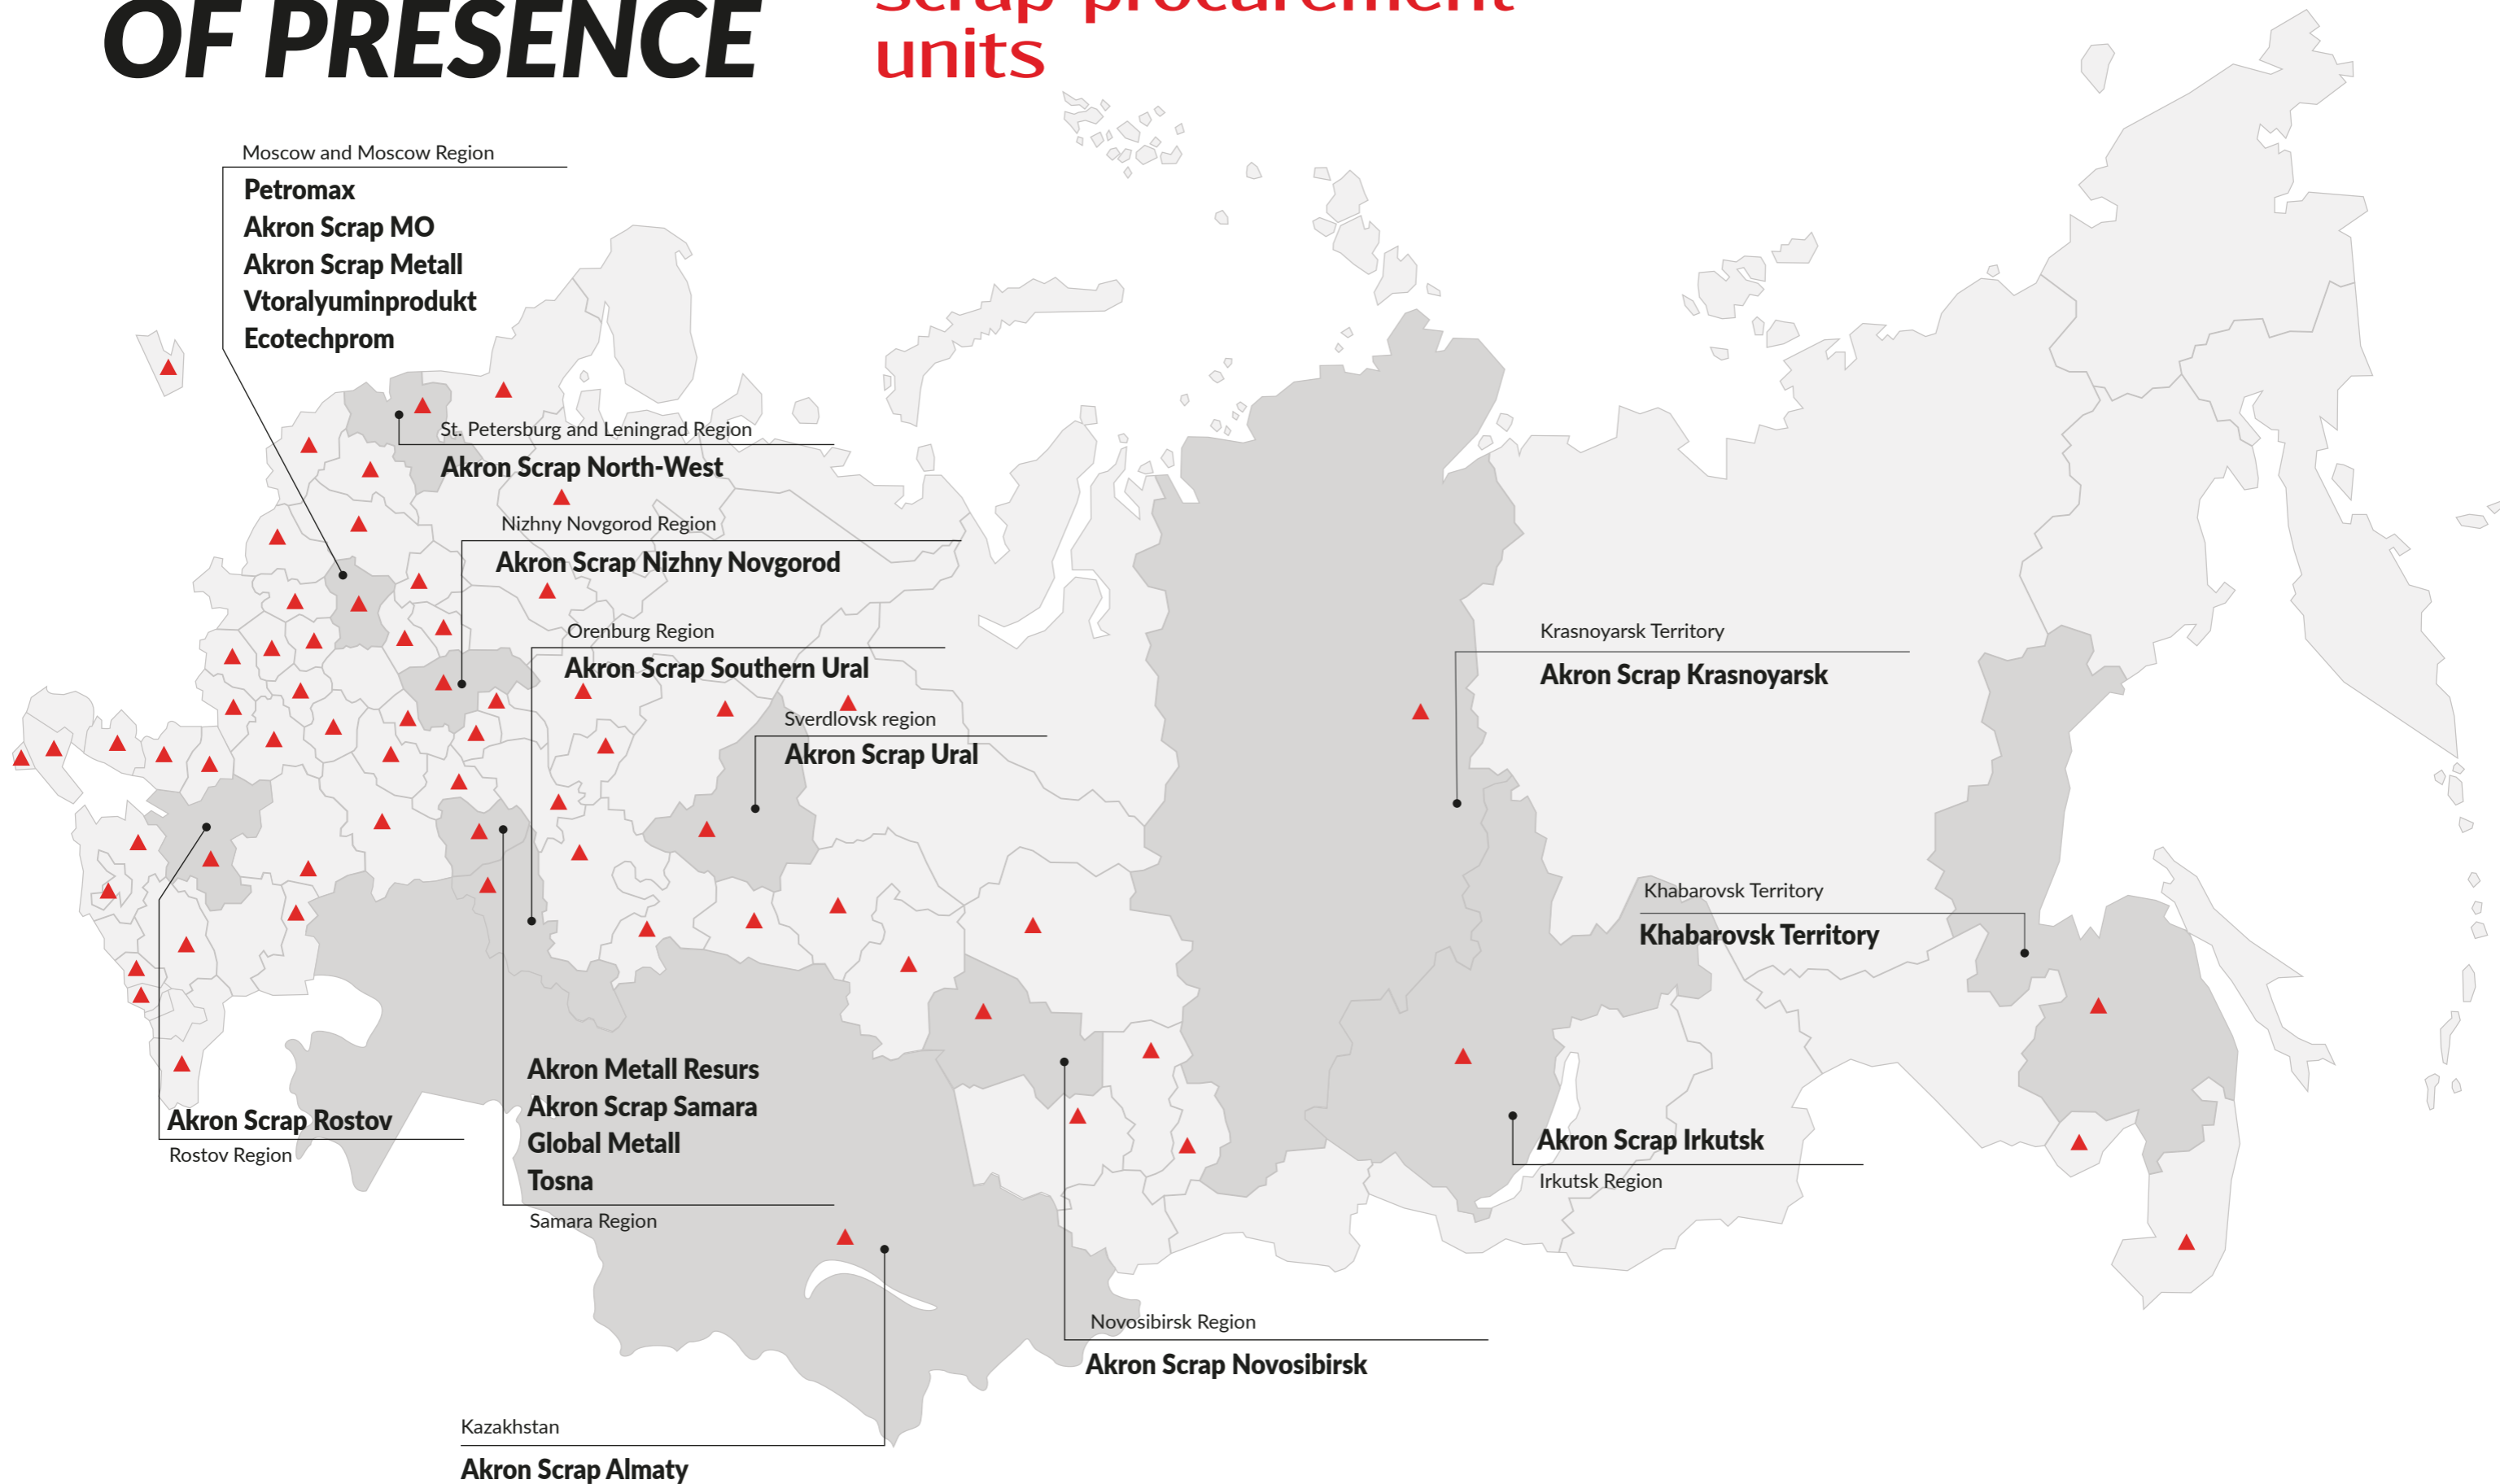 OF PRESENCE
scrap procurement
units
Moscow and Moscow Region
Petromax
Akron Scrap MO
Akron Scrap Metall
Vtoralyuminprodukt
Ecotechprom
St. Petersburg and Leningrad Region
Akron Scrap North-West
Nizhny Novgorod Region
Akron Scrap Nizhny Novgorod
Orenburg Region
Akron Scrap Southern Ural
Sverdlovsk region
Akron Scrap Ural
Krasnoyarsk Territory
Akron Scrap Krasnoyarsk
Khabarovsk Territory
Khabarovsk Territory
Akron Metall Resurs
Akron Scrap Samara
Global Metall
Tosna
Samara Region
Akron Scrap Rostov
Rostov Region
Akron Scrap Irkutsk
Irkutsk Region
Novosibirsk Region
Akron Scrap Novosibirsk
Kazakhstan
Akron Scrap Almaty